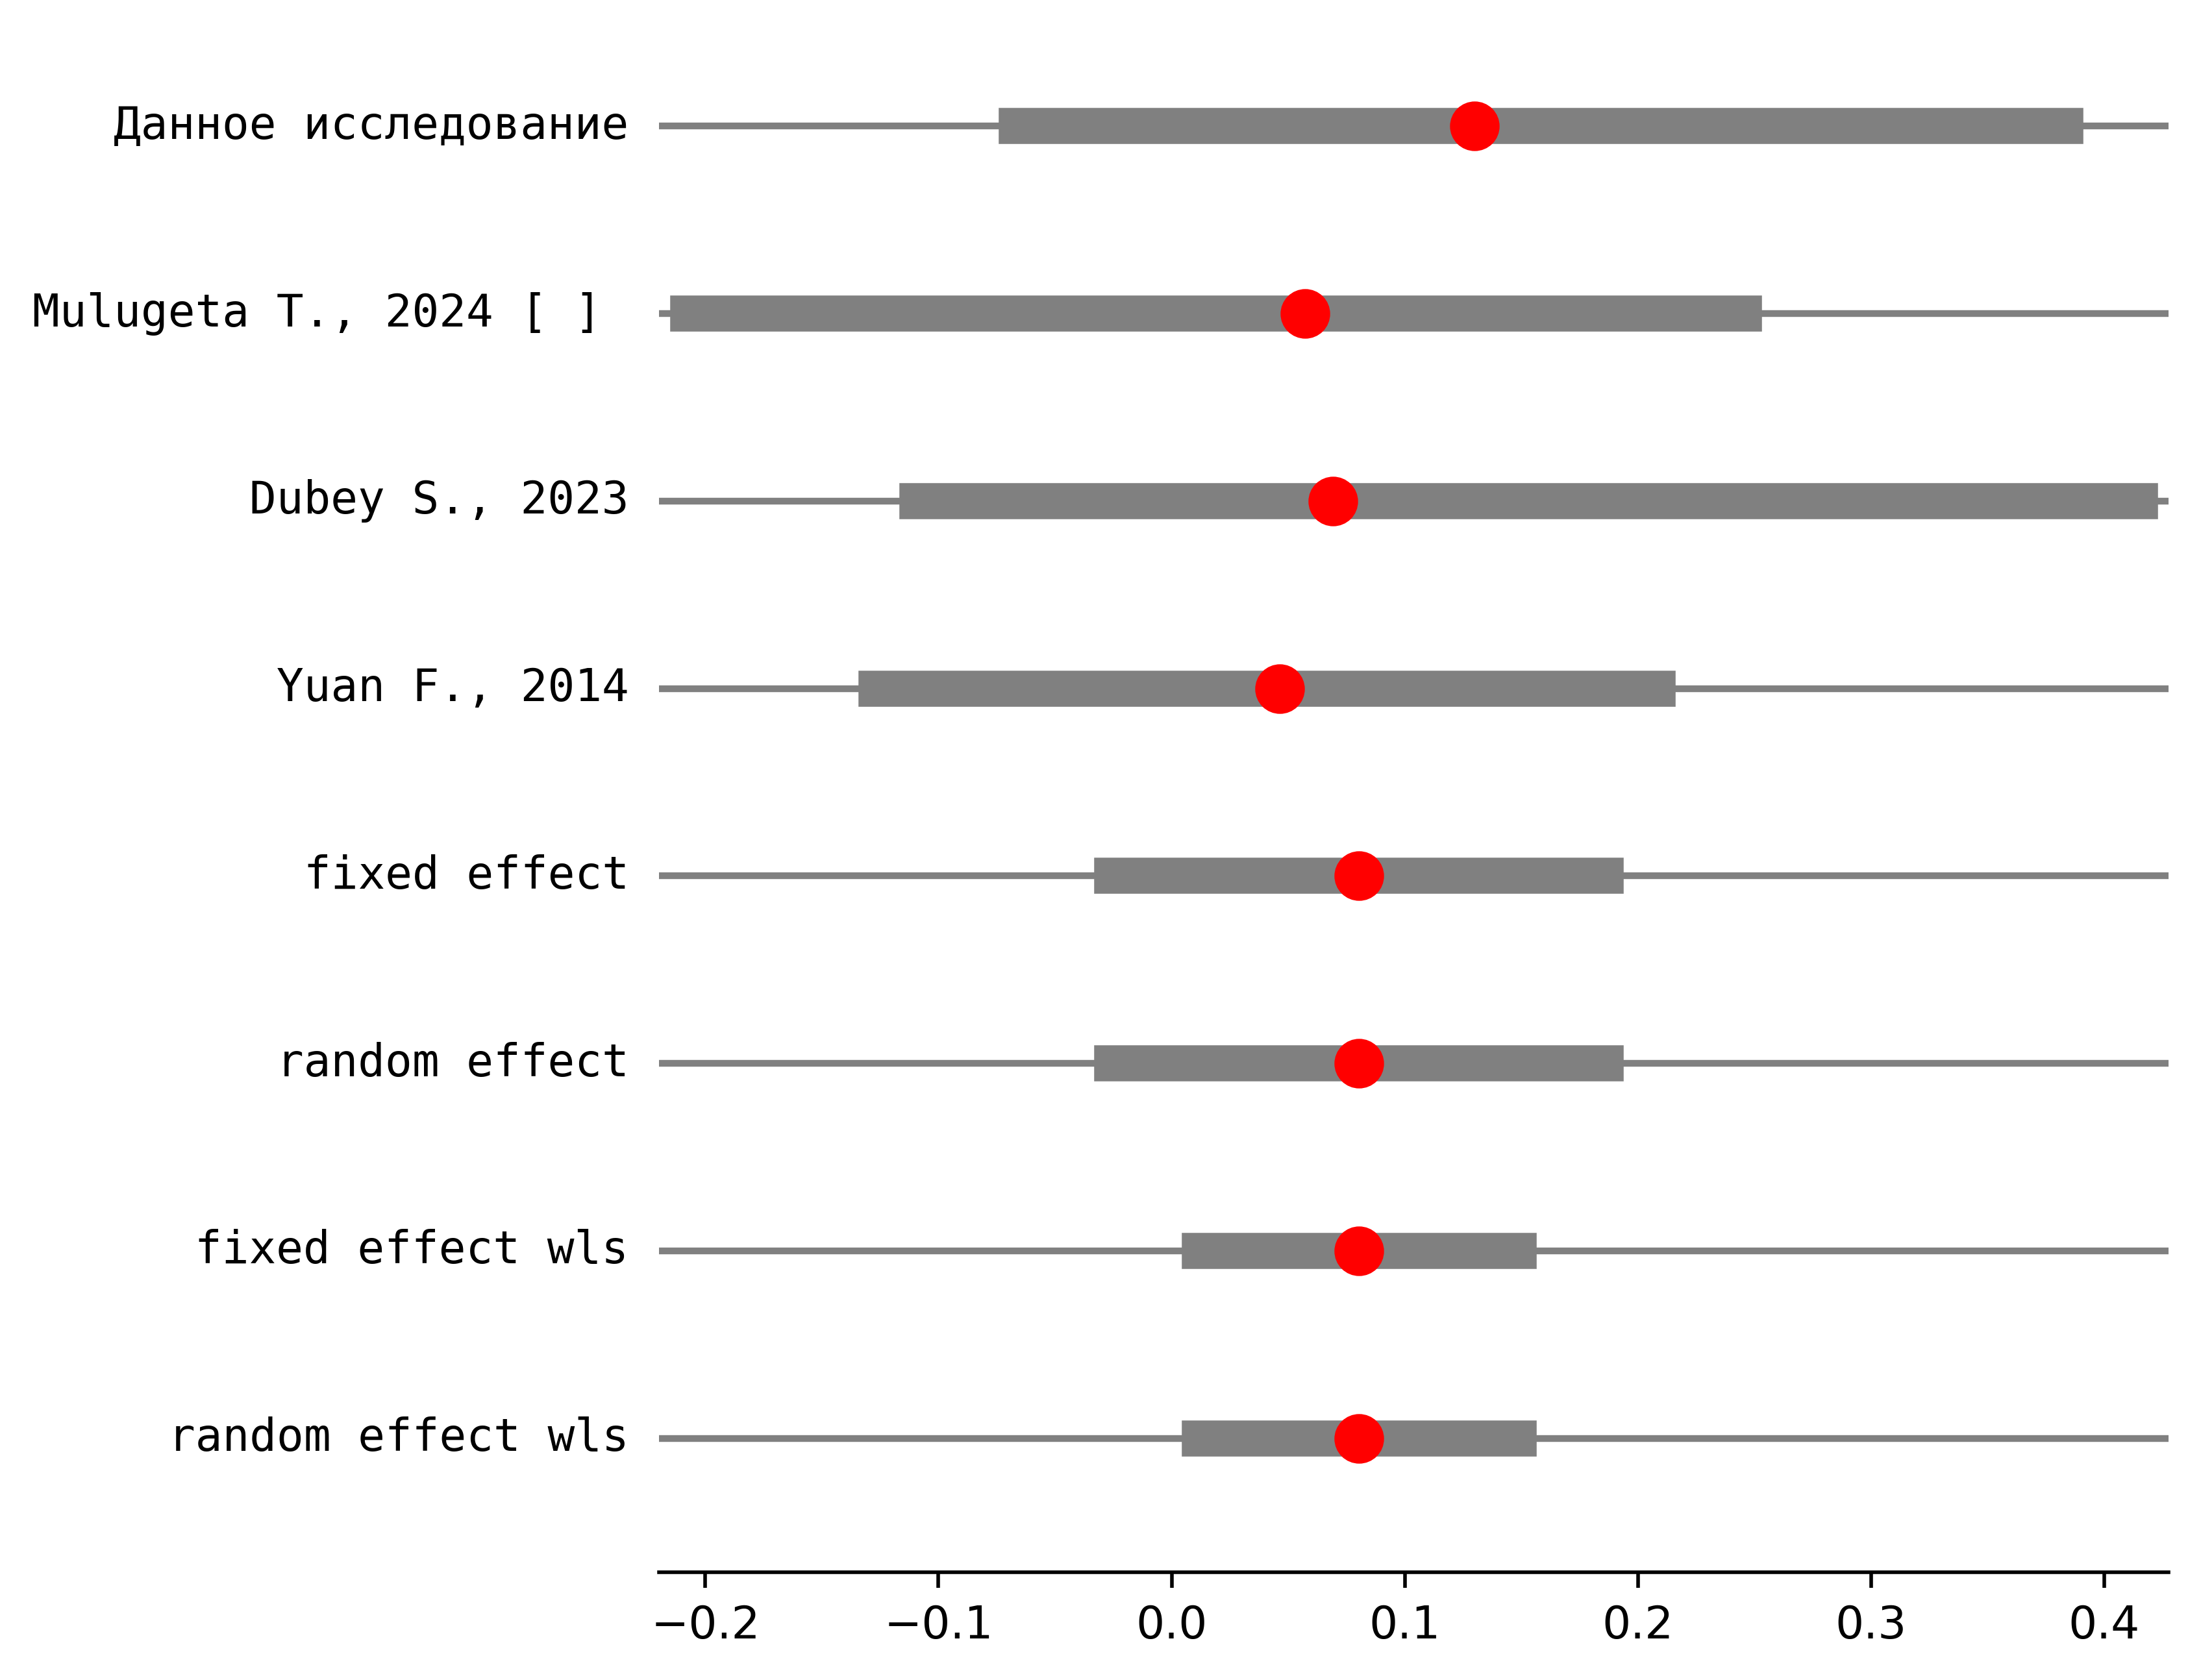 Данное исследование
Mulugeta T., 2024 [ ]
Dubey S., 2023
Yuan F., 2014
fixed effect
random effect
fixed effect wls
random effect wls
−0.2 −0.1 0.0 0.1 0.2 0.3 0.4